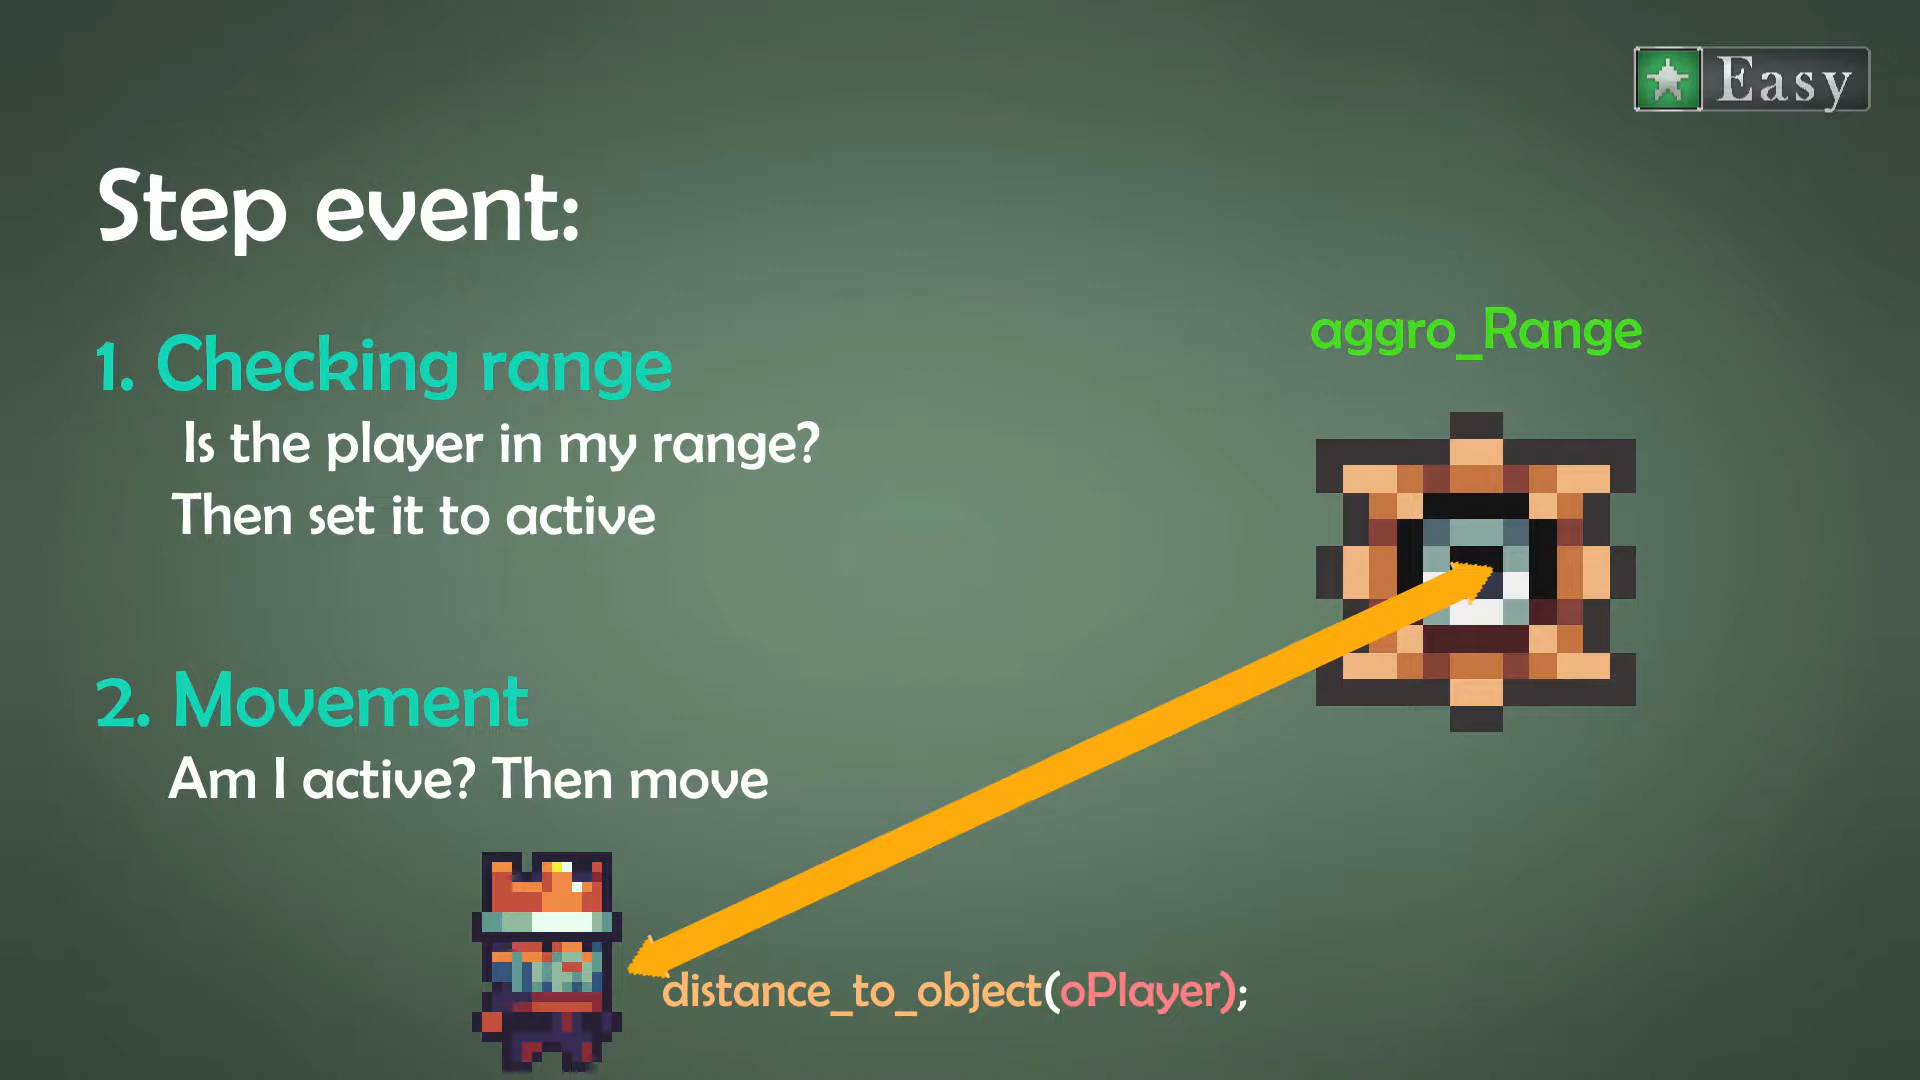 Easy
Step event:
aggro_Range
1. Checking range
Is the player in my range?
Then set it to active
2. Movement
Am I active? Then move
distance_to_object(oPlayer);